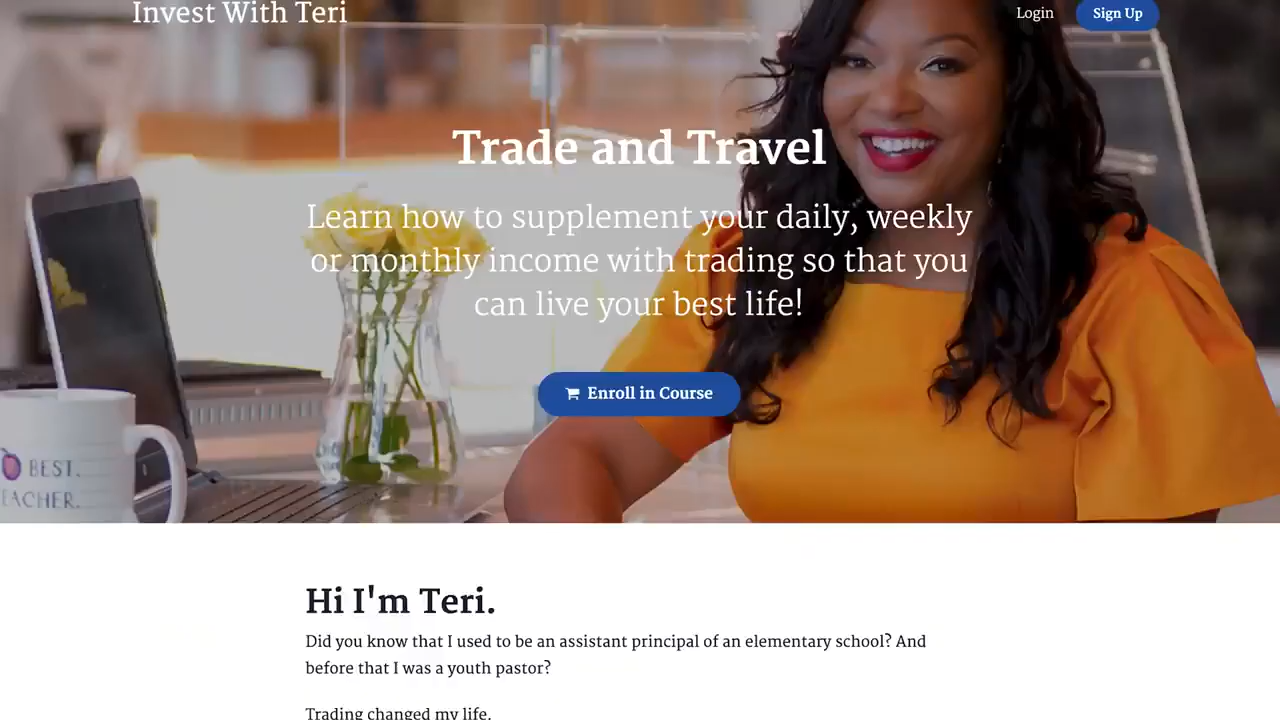 Invest With Teri
Login
Sign Up
Trade and Travel
Learn how to supplement your daily, weekly
or monthly income with trading so that you
can live your best life!
Enroll in Course
BEST.
EACHER.
Hi I'm Teri.
Did you know that I used to be an assistant principal of an elementary school? And
before that I was a youth pastor?
Trading changed my life.